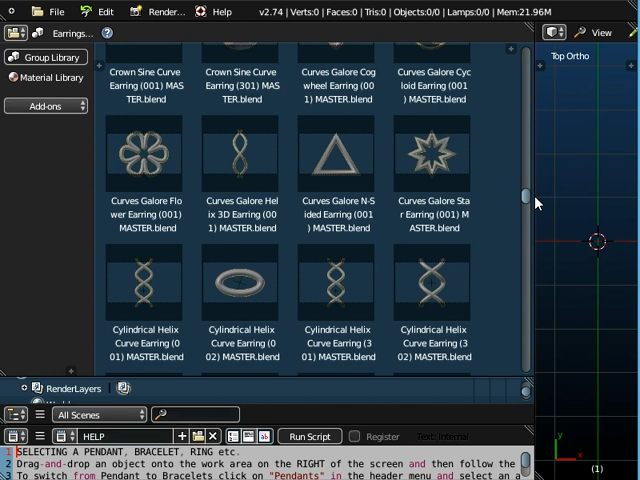 File Edit Render... Help v2.74 | Verts:0 | Faces:0 | Tris:0 | Objects:0/0 | Lamps:0/0 | Mem:21.96M
Earrings... View
Group Library
Material Library
Add-ons
Top Ortho
Crown Sine Curve Crown Sine Curve Curves Galore Cog Curves Galore Cyc
Earring (001) MAS Earring (301) MAS wheel Earring (00 loid Earring (001
TER.blend TER.blend 1) MASTER.blend ) MASTER.blend
Curves Galore Flo Curves Galore Hel Curves Galore N-S Curves Galore Sta
wer Earring (001) ix 3D Earring (00 ided Earring (001 r Earring (001) M
MASTER.blend 1) MASTER.blend ) MASTER.blend ASTER.blend
Cylindrical Helix Cylindrical Helix Cylindrical Helix Cylindrical Helix
Curve Earring (0 Curve Earring (0 Curve Earring (3 Curve Earring (3
01) MASTER.blend 02) MASTER.blend 01) MASTER.blend 02) MASTER.blend
RenderLayers
All Scenes
HELP Run Script Register Text: Internal
1 SELECTING A PENDANT, BRACELET, RING etc.
2 Drag-and-drop an object onto the work area on the RIGHT of the screen and then follow the
3 To switch from Pendant to Bracelets click on "Pendants" in the header menu and select an a
y
x
(1)